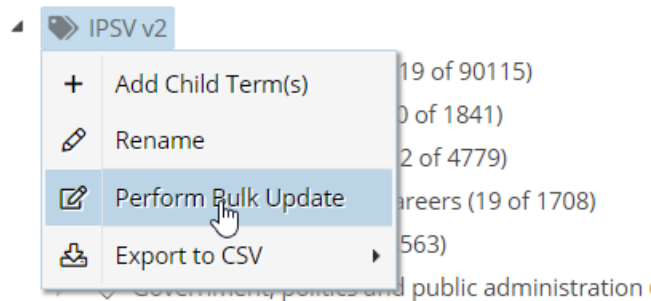 IPSV v2
19 of 90115)
Add Child Term(s)
of 1841)
Rename
2 of 4779)
Perform Bulk Update
areers (19 of 1708)
563)
Export to CSV
Government, politics and public administration